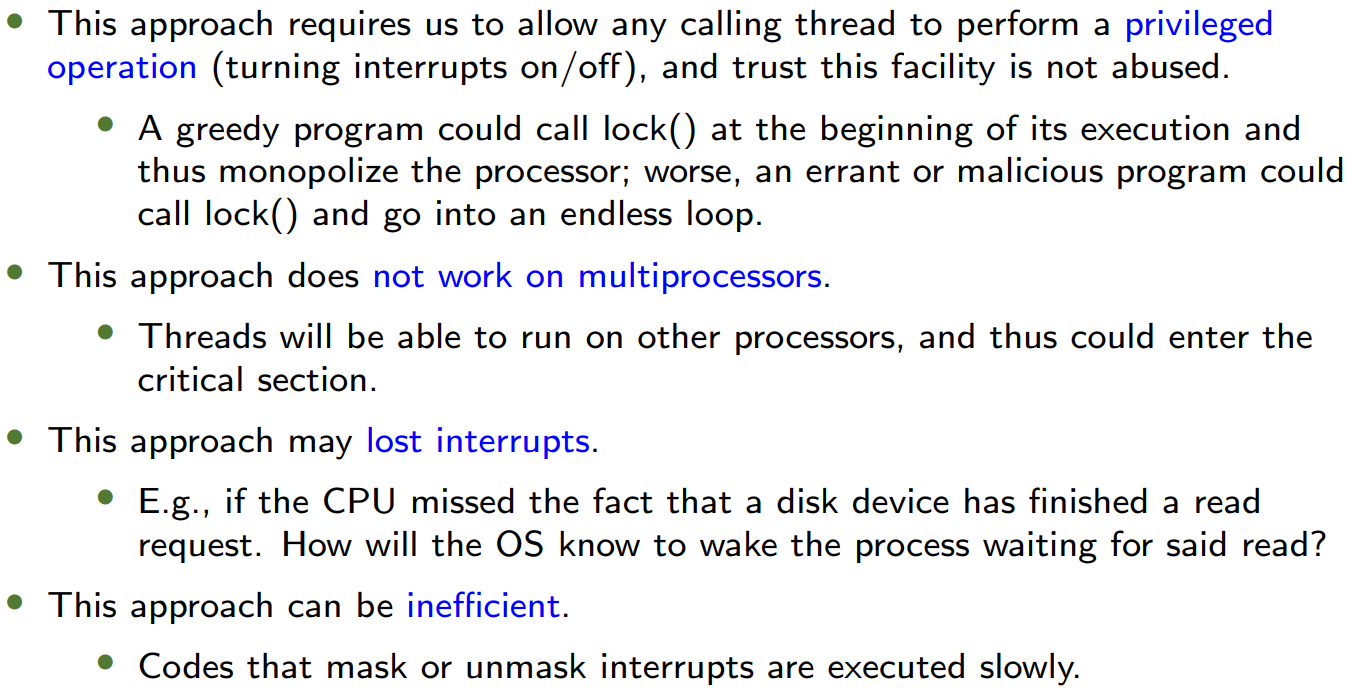 • This approach requires us to allow any calling thread to perform a privileged
operation (turning interrupts on/off), and trust this facility is not abused.
• A greedy program could call lock() at the beginning of its execution and
thus monopolize the processor; worse, an errant or malicious program could
call lock() and go into an endless loop.
• This approach does not work on multiprocessors.
• Threads will be able to run on other processors, and thus could enter the
critical section.
• This approach may lost interrupts.
• E.g., if the CPU missed the fact that a disk device has finished a read
request. How will the OS know to wake the process waiting for said read?
• This approach can be inefficient.
• Codes that mask or unmask interrupts are executed slowly.